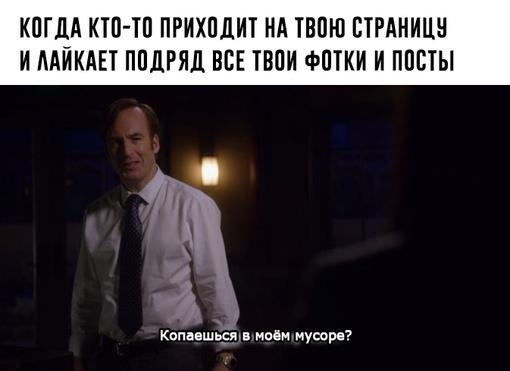 КОГДА КТО-ТО ПРИХОДИТ НА ТВОЮ СТРАНИЦУ
И ЛАЙКАЕТ ПОДРЯД ВСЕ ТВОИ ФОТКИ И ПОСТЫ
Копаешься в моём мусоре?